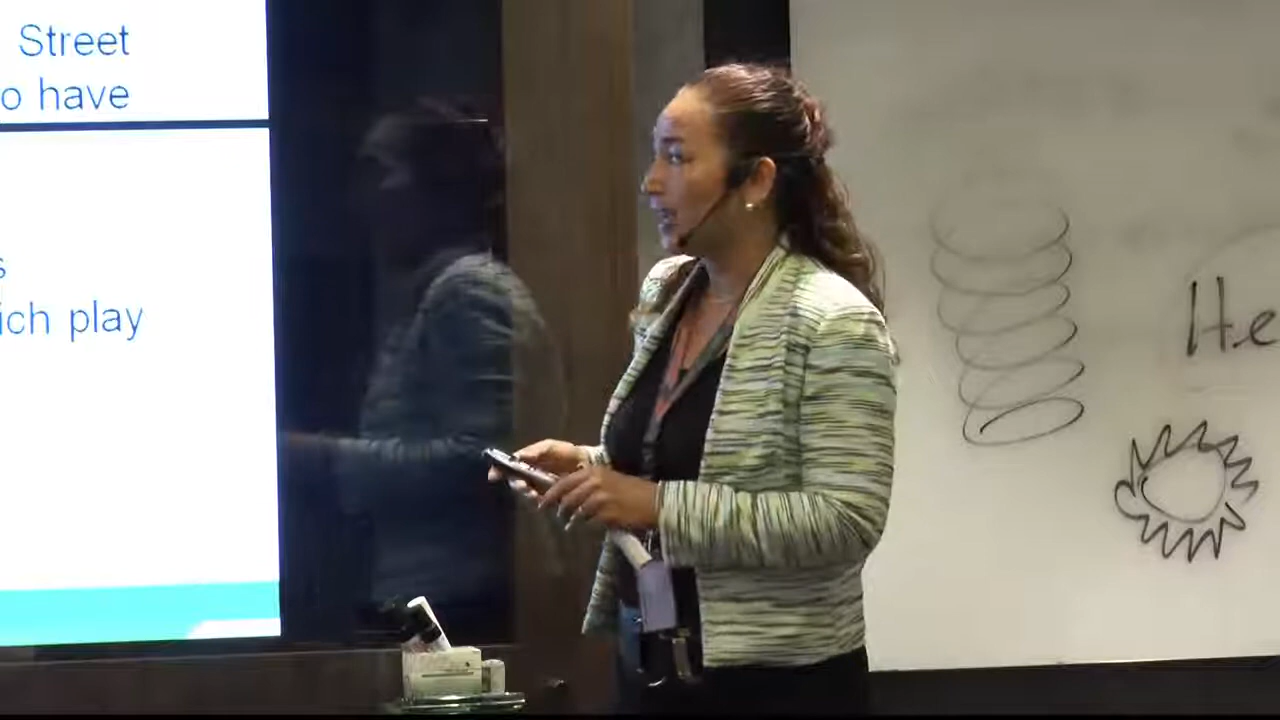 Street
o have
s
ich play
He